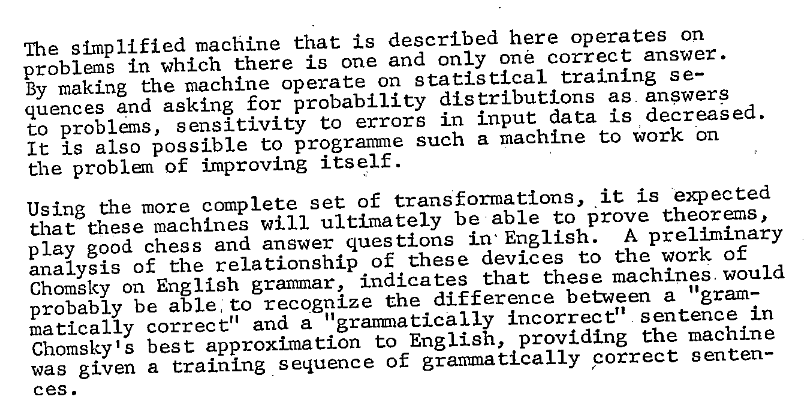 The simplified machine that is described here operates on
problems in which there is one and only one correct answer.
By making the machine operate on statistical training se-
quences and asking for probability distributions as answers
to problems, sensitivity to errors in input data is decreased.
It is also possible to programme such a machine to work on
the problem of improving itself.

Using the more complete set of transformations, it is expected
that these machines will ultimately be able to prove theorems,
play good chess and answer questions in English. A preliminary
analysis of the relationship of these devices to the work of
Chomsky on English grammar, indicates that these machines would
probably be able to recognize the difference between a "gram-
matically correct" and a "grammatically incorrect" sentence in
Chomsky's best approximation to English, providing the machine
was given a training sequence of grammatically correct senten-
ces.